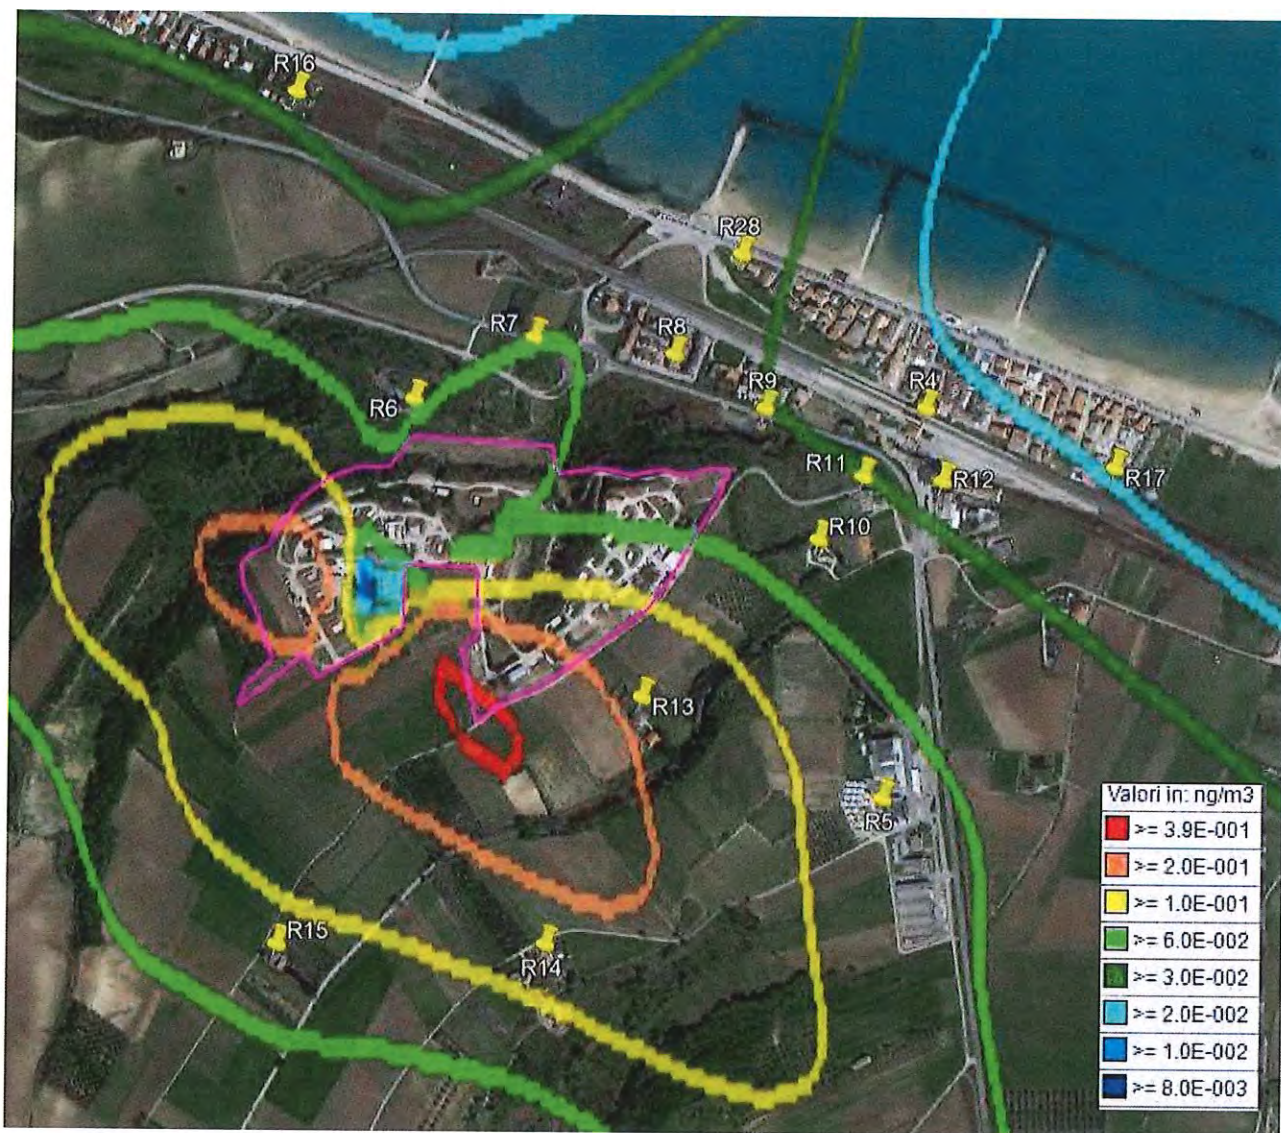 R16
R28
R7
R8
R6
R9
R4
R11
R12
R17
R10
R13
R5
R15
R14
Valori in: ng/m3
>= 3.9E-001
>= 2.0E-001
>= 1.0E-001
>= 6.0E-002
>= 3.0E-002
>= 2.0E-002
>= 1.0E-002
>= 8.0E-003